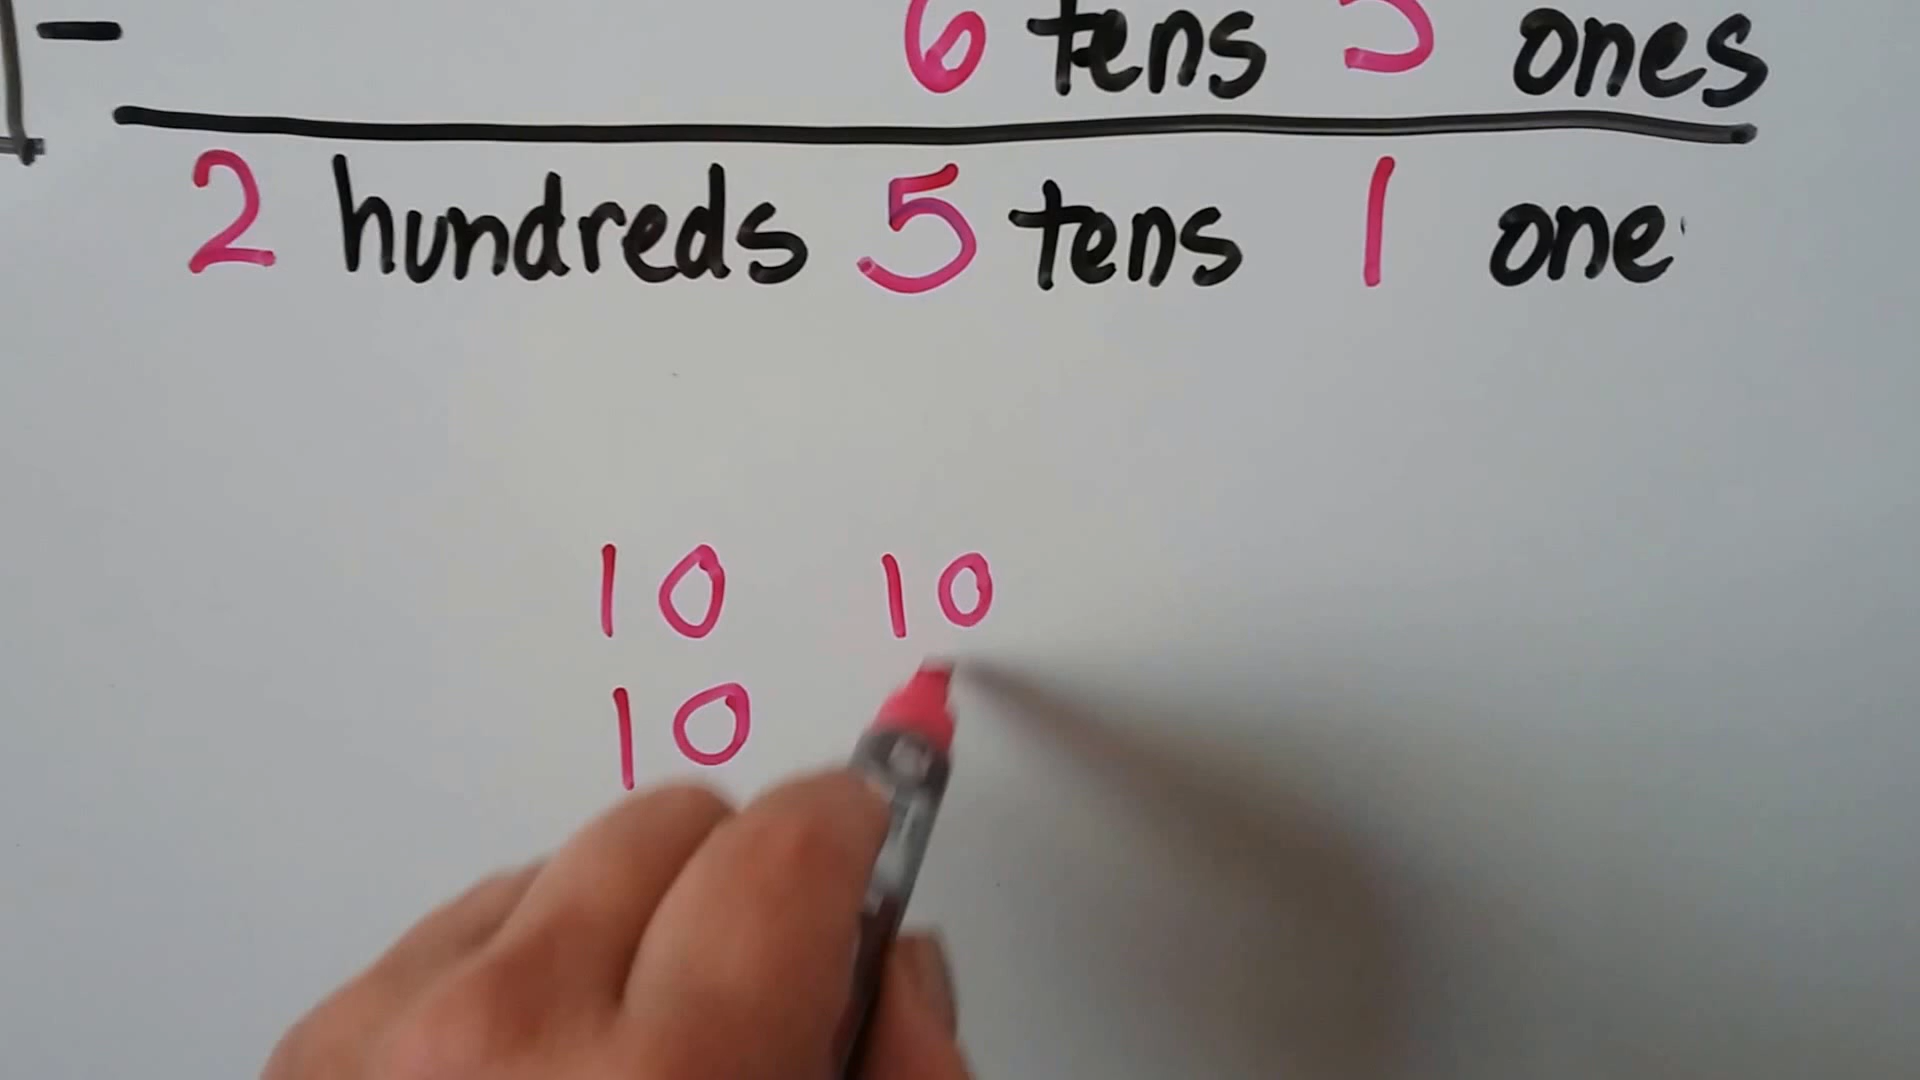 - 6 tens 5 ones
2 hundreds 5 tens 1 one
10 10
10